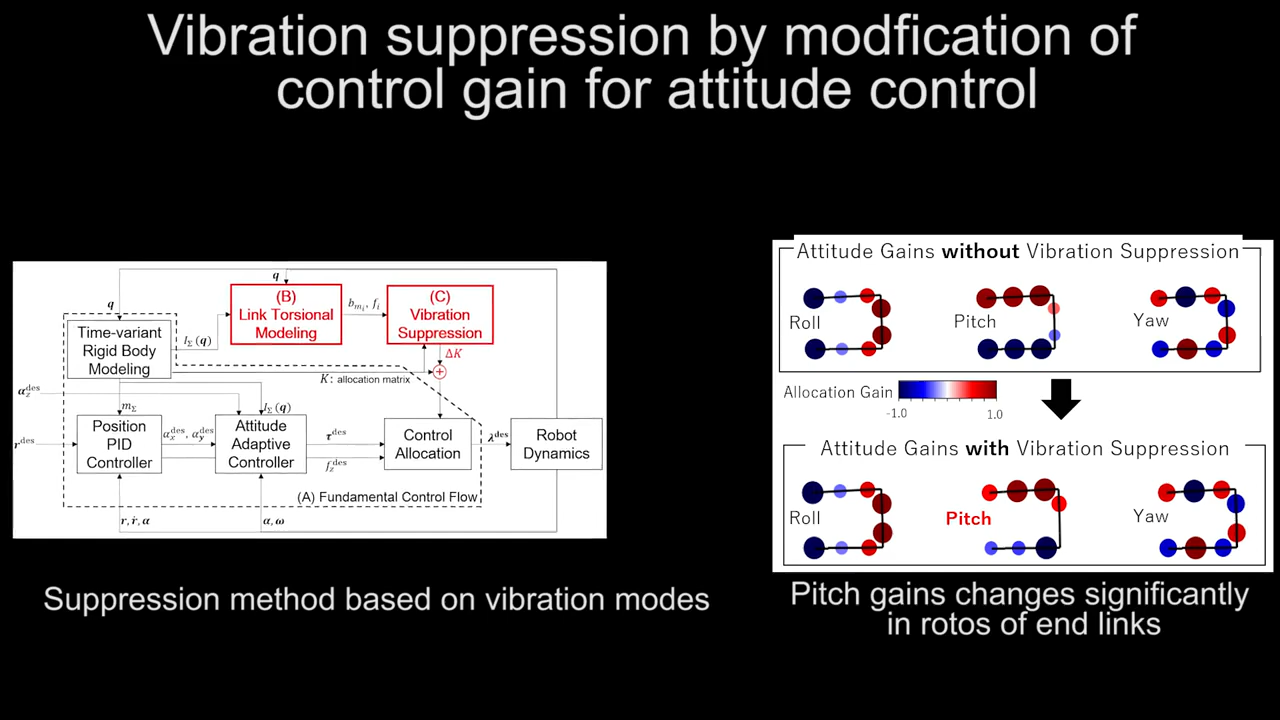 Vibration suppression by modfication of
control gain for attitude control
q
q
(B)
Link Torsional
Modeling
b_{m_i}, f_i
(C)
Vibration
Suppression
Time-variant
Rigid Body
Modeling
I_Σ(q)
ΔK
+
K: allocation matrix
α_z^des
m_Σ
I_Σ(q)
r^des
Position
PID
Controller
α_x^des, α_y^des
Attitude
Adaptive
Controller
τ^des
f_z^des
Control
Allocation
λ^des
Robot
Dynamics
(A) Fundamental Control Flow
r, ṙ, α
α, ω
Suppression method based on vibration modes
Attitude Gains without Vibration Suppression
Roll
Pitch
Yaw
Allocation Gain
-1.0
1.0
Attitude Gains with Vibration Suppression
Roll
Pitch
Yaw
Pitch gains changes significantly
in rotos of end links